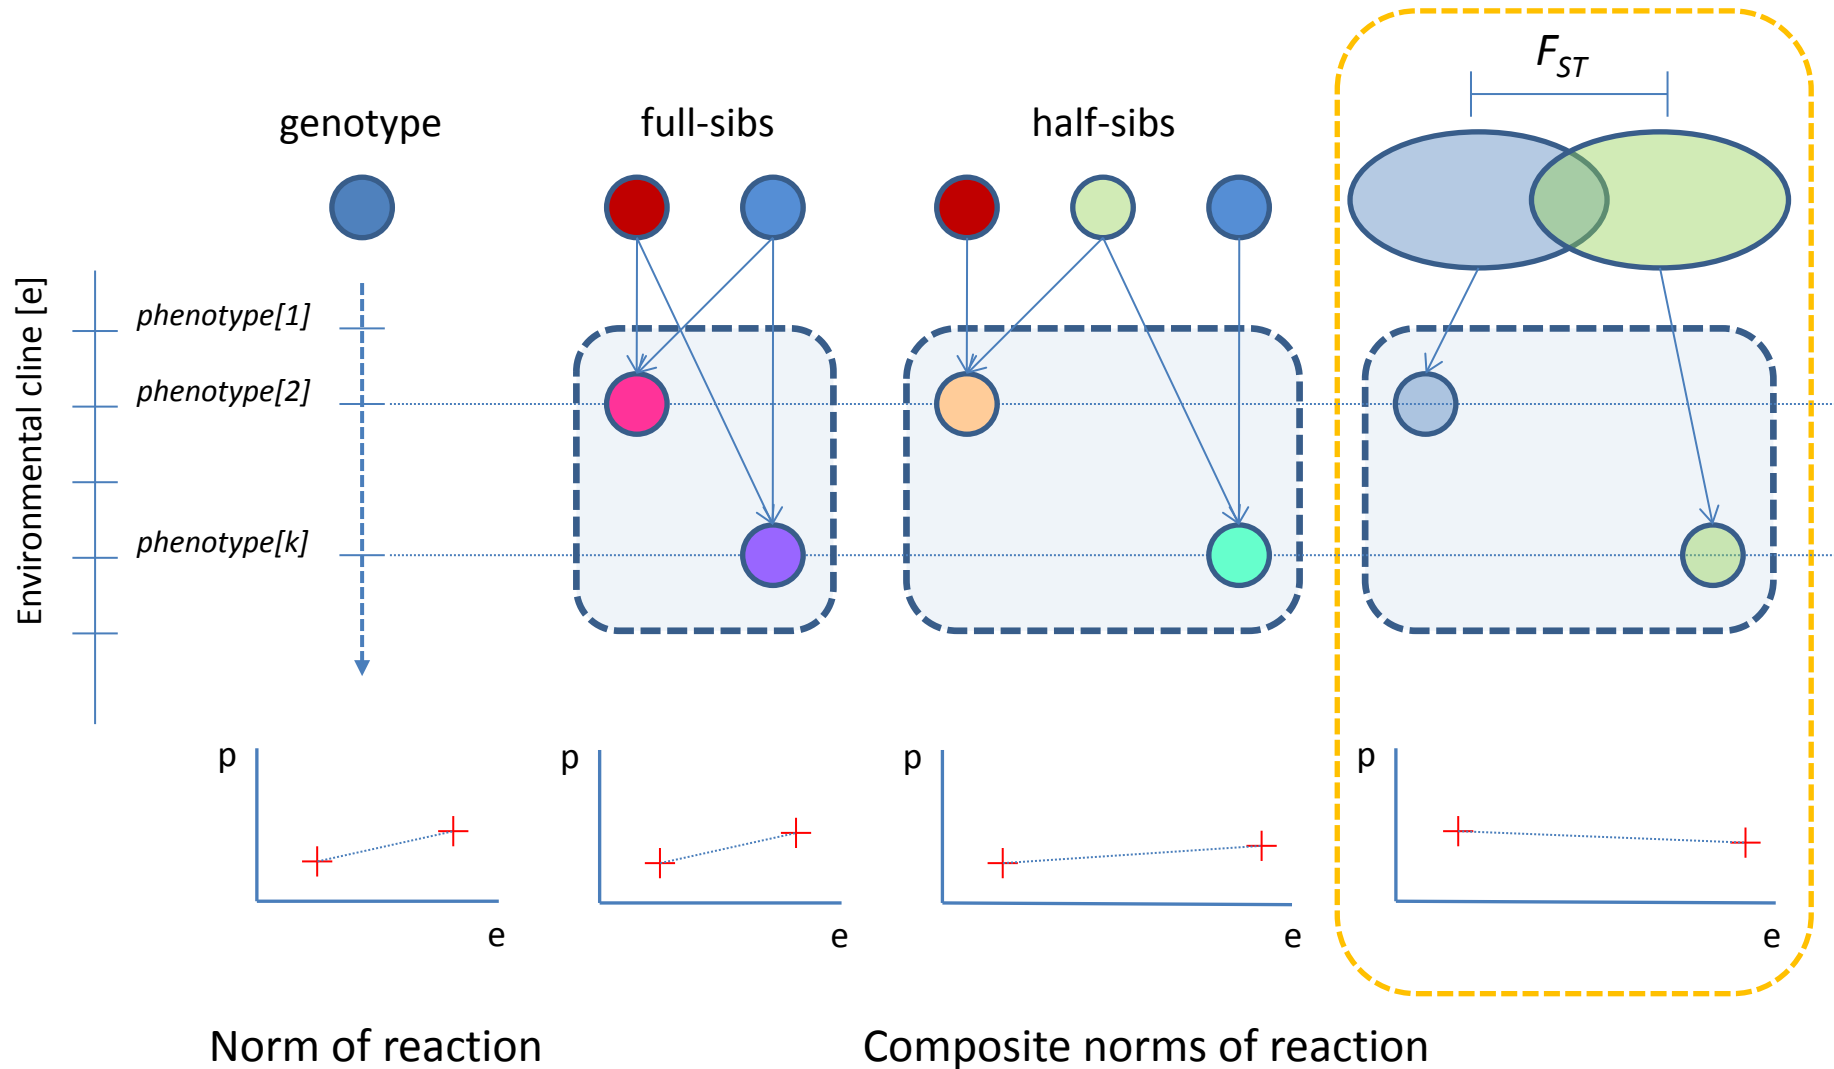 F_ST
genotype
full-sibs
half-sibs
Environmental cline [e]
phenotype[1]
phenotype[2]
phenotype[k]
p
p
p
p
e
e
e
e
Norm of reaction
Composite norms of reaction